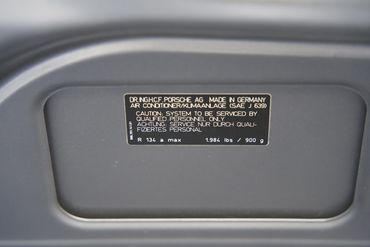 DR.ING.H.C.F. PORSCHE AG MADE IN GERMANY
AIR CONDITIONER/KLIMAANLAGE (SAE J 639)
CAUTION: SYSTEM TO BE SERVICED BY
QUALIFIED PERSONNEL ONLY
ACHTUNG: SERVICE NUR DURCH QUALI-
FIZIERTES PERSONAL
R 134 a max 1.984 lbs / 900 g